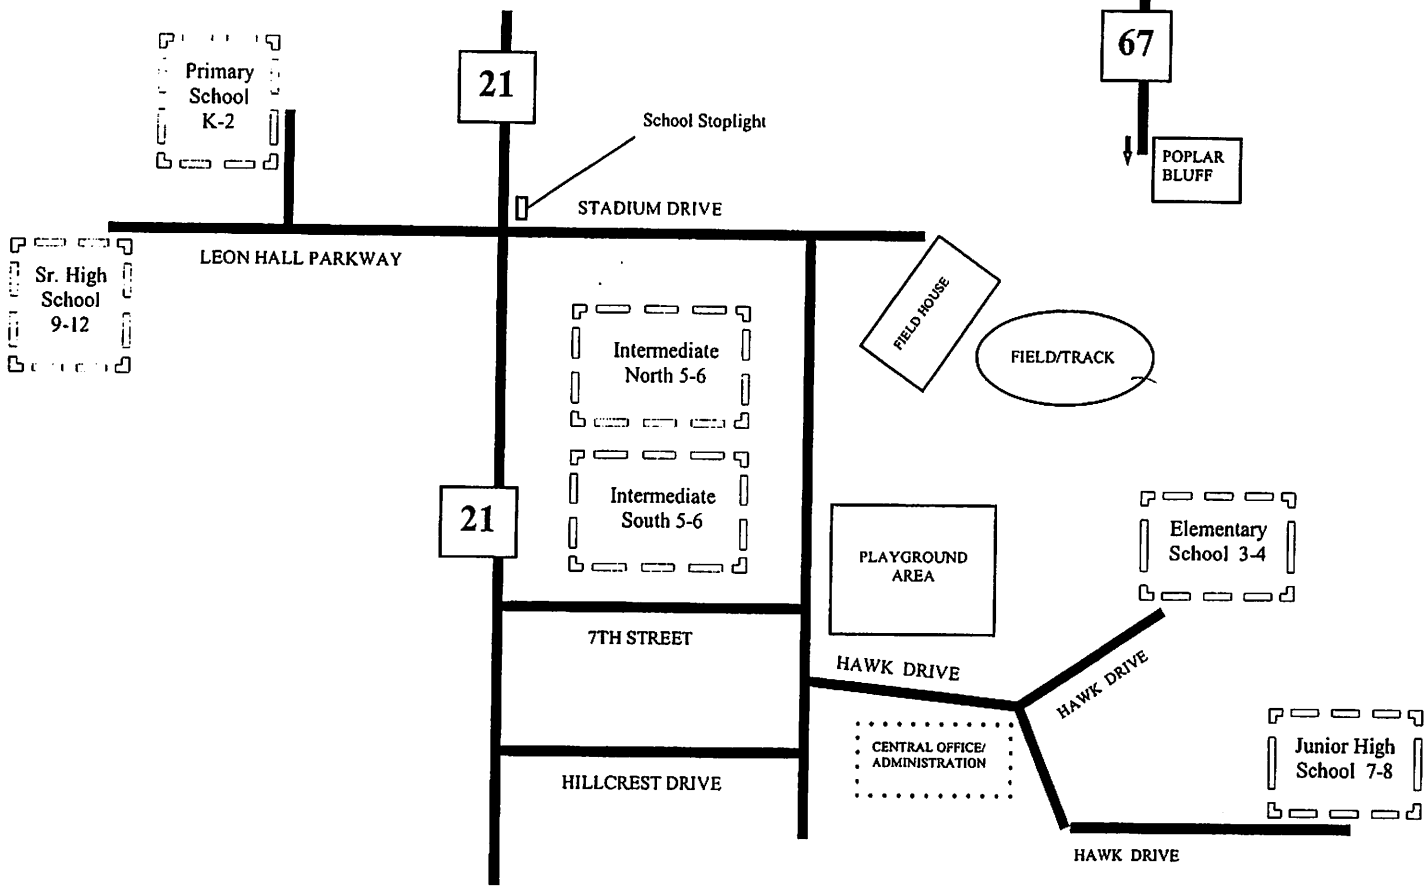 67
21
Primary
School
K-2
School Stoplight
POPLAR
BLUFF
STADIUM DRIVE
LEON HALL PARKWAY
Sr. High
School
9-12
FIELD HOUSE
Intermediate
North 5-6
FIELD/TRACK
Intermediate
South 5-6
21
Elementary
School 3-4
PLAYGROUND
AREA
7TH STREET
HAWK DRIVE
HAWK DRIVE
CENTRAL OFFICE/
ADMINISTRATION
Junior High
School 7-8
HILLCREST DRIVE
HAWK DRIVE